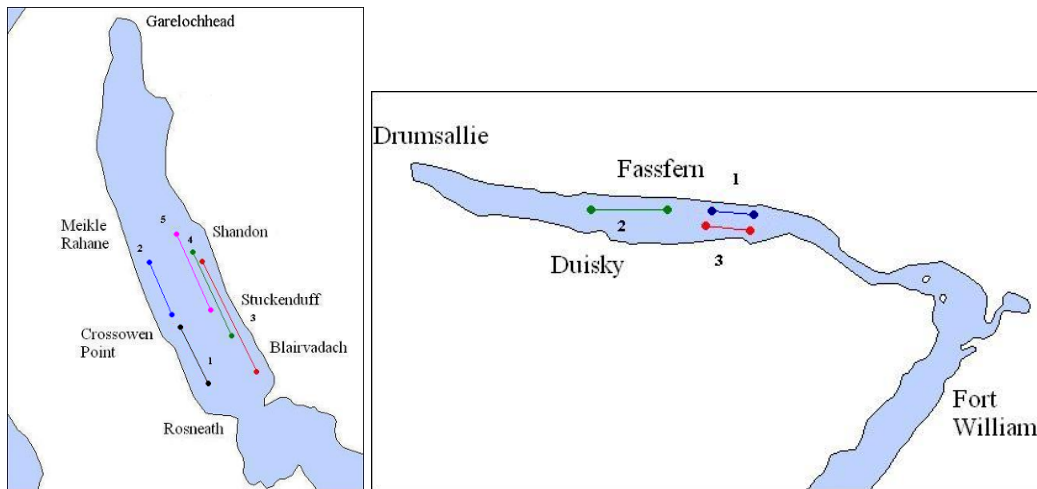 Garelochhead
Meikle
Rahane
5
2
4
Shandon
Stuckenduff
3
Crossowen
Point
1
Blairvadach
Rosneath
Drumsallie
Fassfern
1
2
Duisky
3
Fort
William